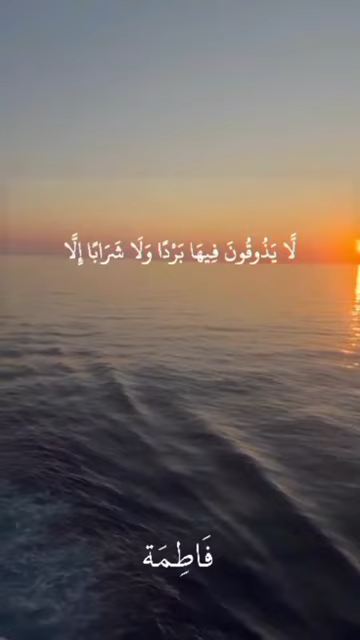 لَّا يَذُوقُونَ فِيهَا بَرْدًا وَلَا شَرَابًا إِلَّا
فَاطِمَة